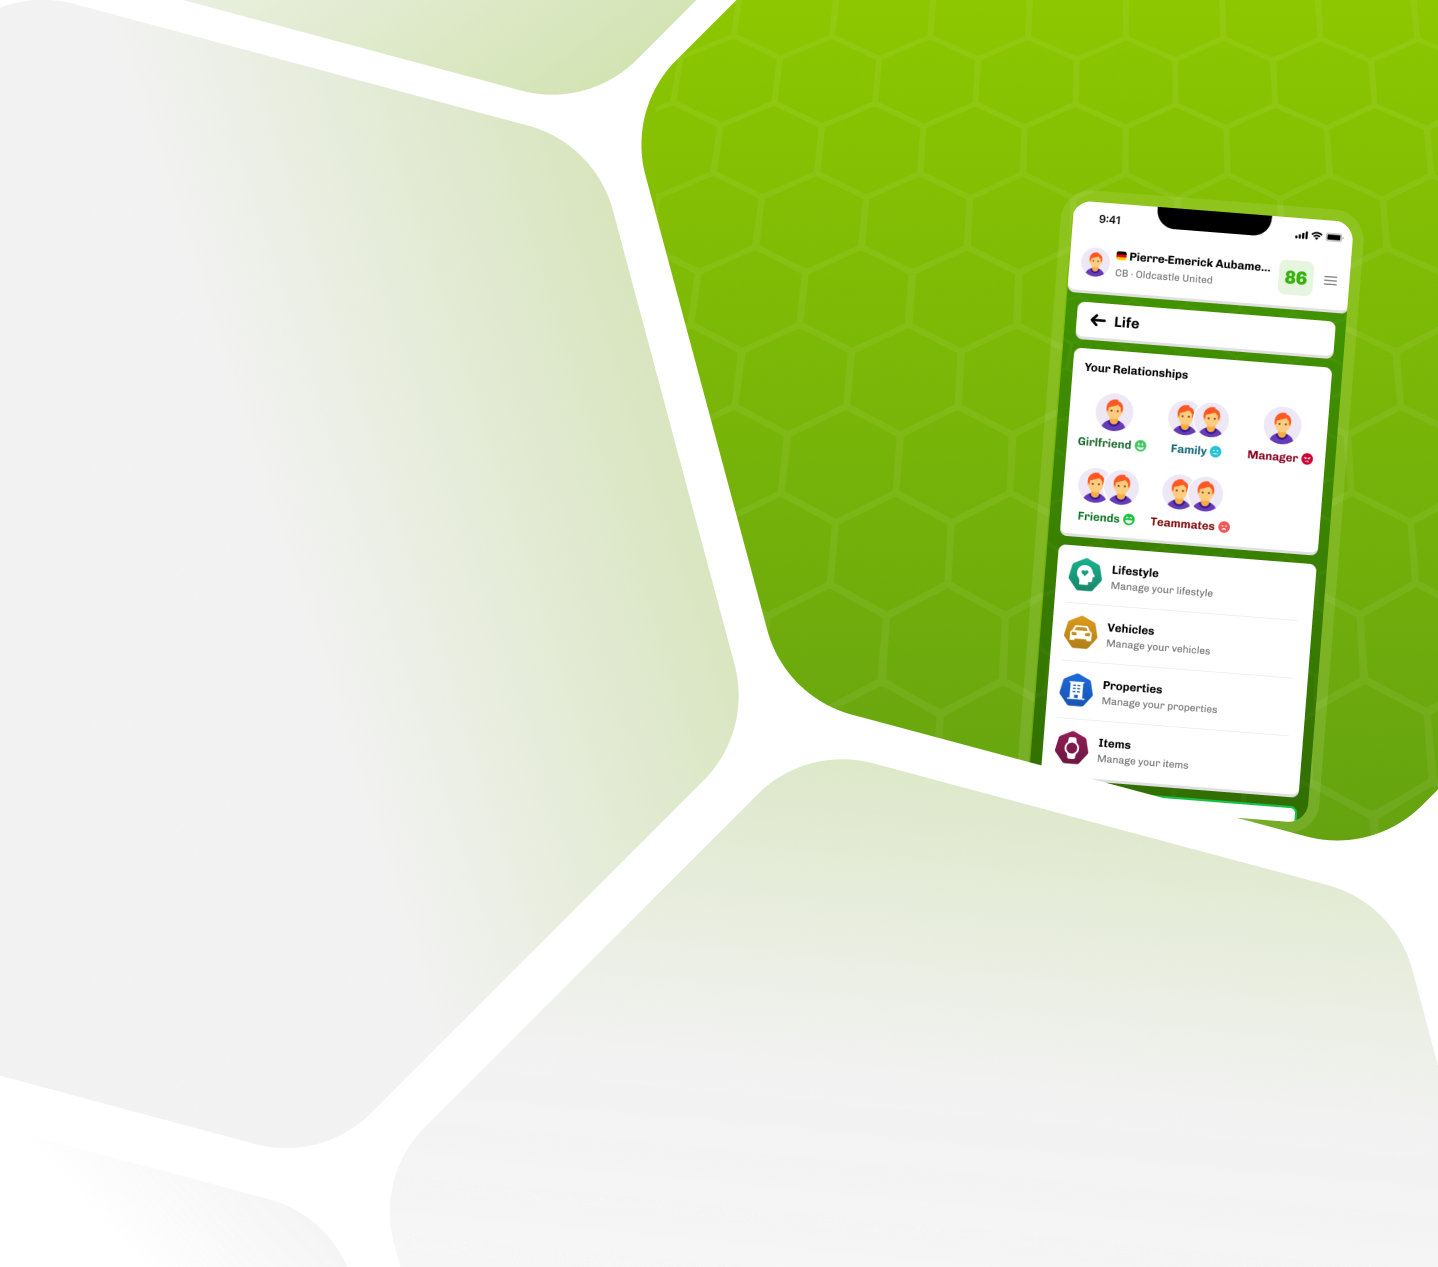 9:41
Pierre-Emerick Aubame...
CB - Oldcastle United
86
Life
Your Relationships
Girlfriend
Family
Manager
Friends
Teammates
Lifestyle
Manage your lifestyle
Vehicles
Manage your vehicles
Properties
Manage your properties
Items
Manage your items